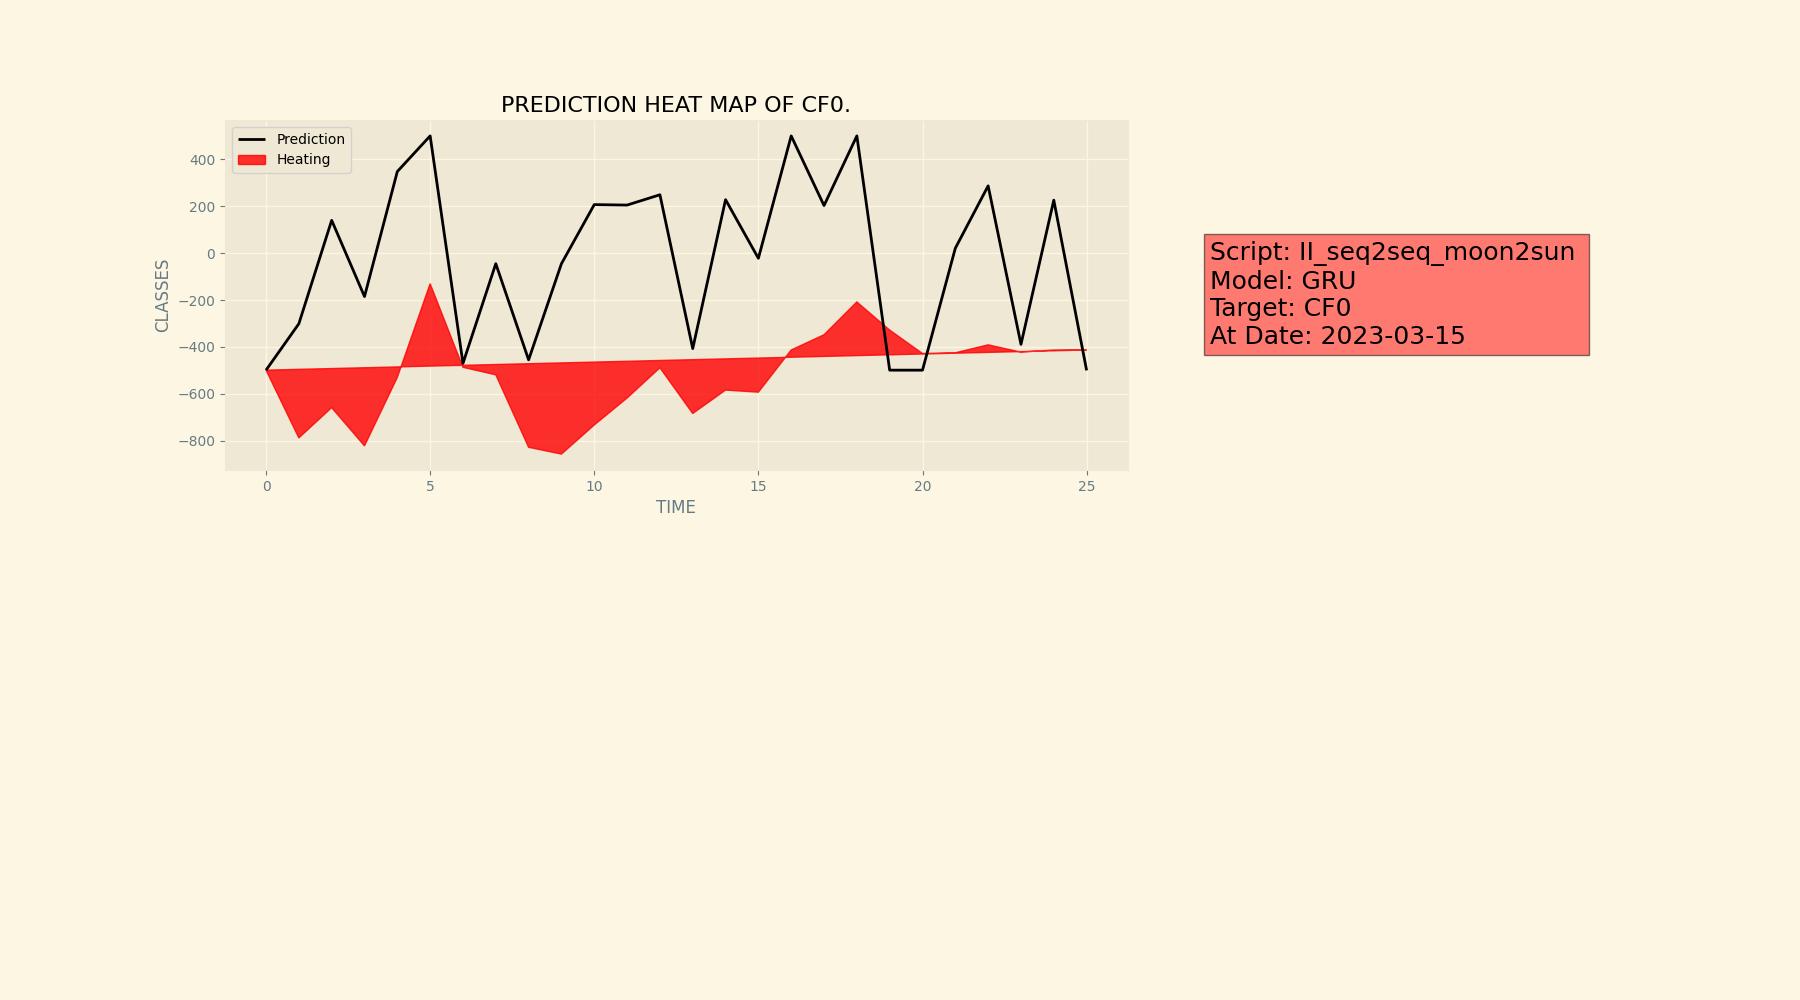 PREDICTION HEAT MAP OF CF0.
Prediction
Heating
400
200
0
−200
−400
−600
−800
CLASSES
0 5 10 15 20 25
TIME
Script: II_seq2seq_moon2sun
Model: GRU
Target: CF0
At Date: 2023-03-15